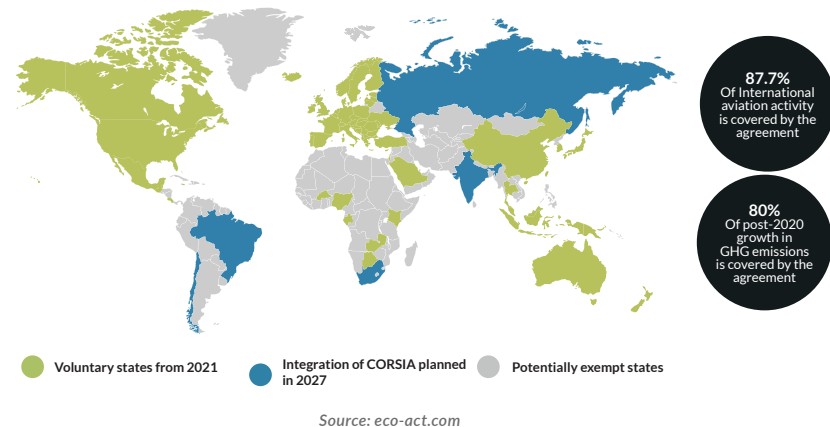 87.7%
Of International
aviation activity
is covered by the
agreement
80%
Of post-2020
growth in
GHG emissions
is covered by the
agreement
Voluntary states from 2021
Integration of CORSIA planned
in 2027
Potentially exempt states
Source: eco-act.com